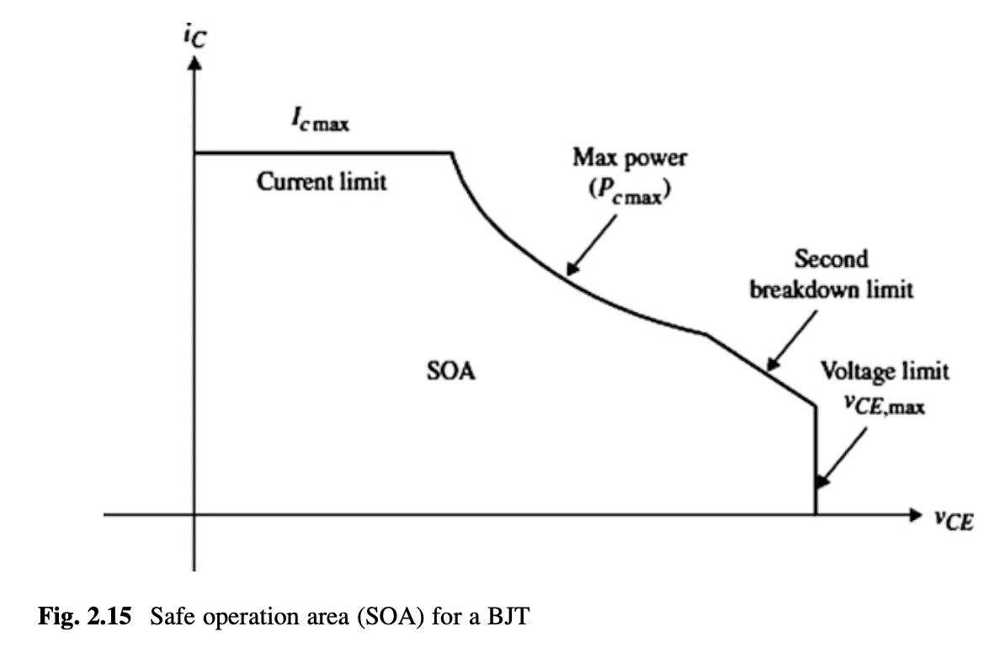 iC
Ic max
Current limit
Max power
(Pc max)
Second
breakdown limit
SOA
Voltage limit
vCE,max
vCE
Fig. 2.15 Safe operation area (SOA) for a BJT